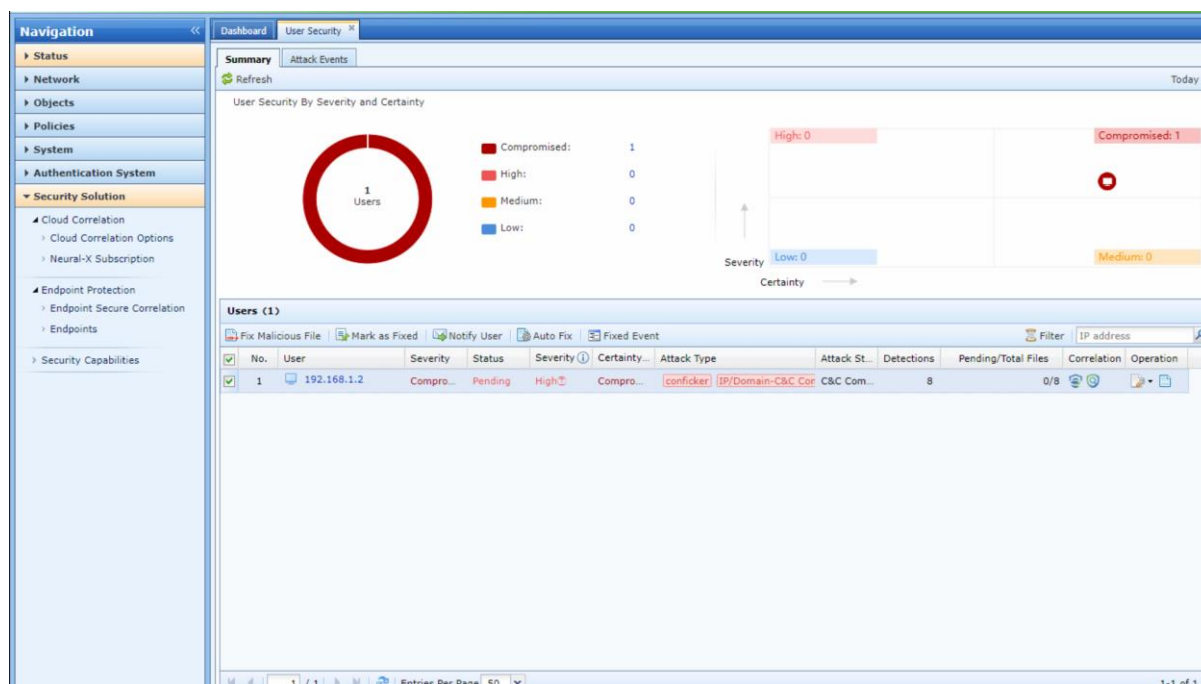 Navigation
Status
Network
Objects
Policies
System
Authentication System
Security Solution
Cloud Correlation
Cloud Correlation Options
Neural-X Subscription
Endpoint Protection
Endpoint Secure Correlation
Endpoints
Security Capabilities
Dashboard User Security
Summary Attack Events
Refresh Today
User Security By Severity and Certainty
1
Users
Compromised: 1
High: 0
Medium: 0
Low: 0
High: 0 Compromised: 1
Severity Low: 0 Medium: 0
Certainty
Users (1)
Fix Malicious File Mark as Fixed Notify User Auto Fix Fixed Event Filter IP address
No. User Severity Status Severity Certainty... Attack Type Attack St... Detections Pending/Total Files Correlation Operation
1 192.168.1.2 Compro... Pending High Compro... conficker IP/Domain-C&C Cor C&C Com... 8 0/8
1 / 1 Entries Per Page 50 1-1 of 1